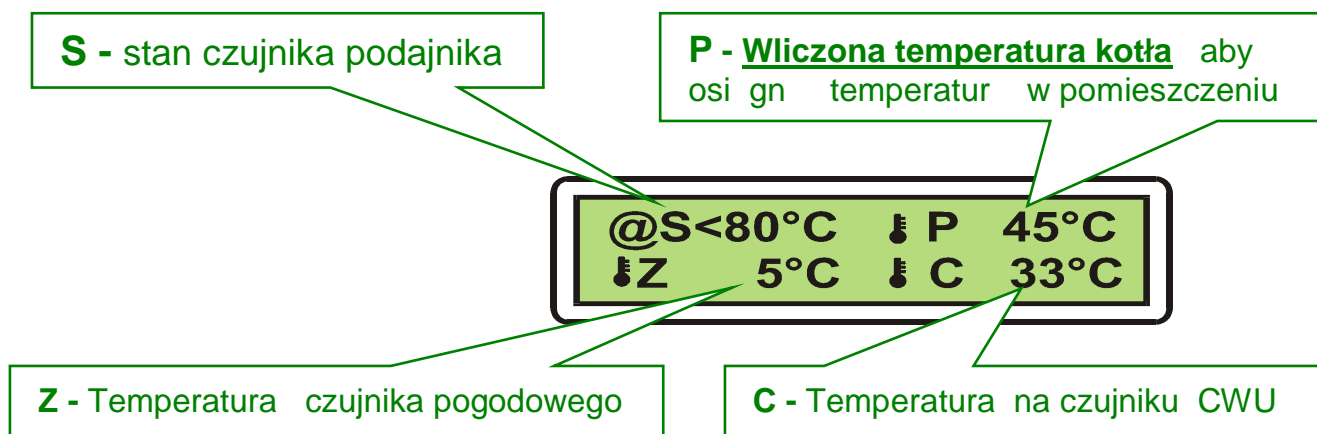 S - stan czujnika podajnika
P - Wliczona temperatura kotła aby
osi gn temperatur w pomieszczeniu
@S<80°C P 45°C
Z 5°C C 33°C
Z - Temperatura czujnika pogodowego
C - Temperatura na czujniku CWU